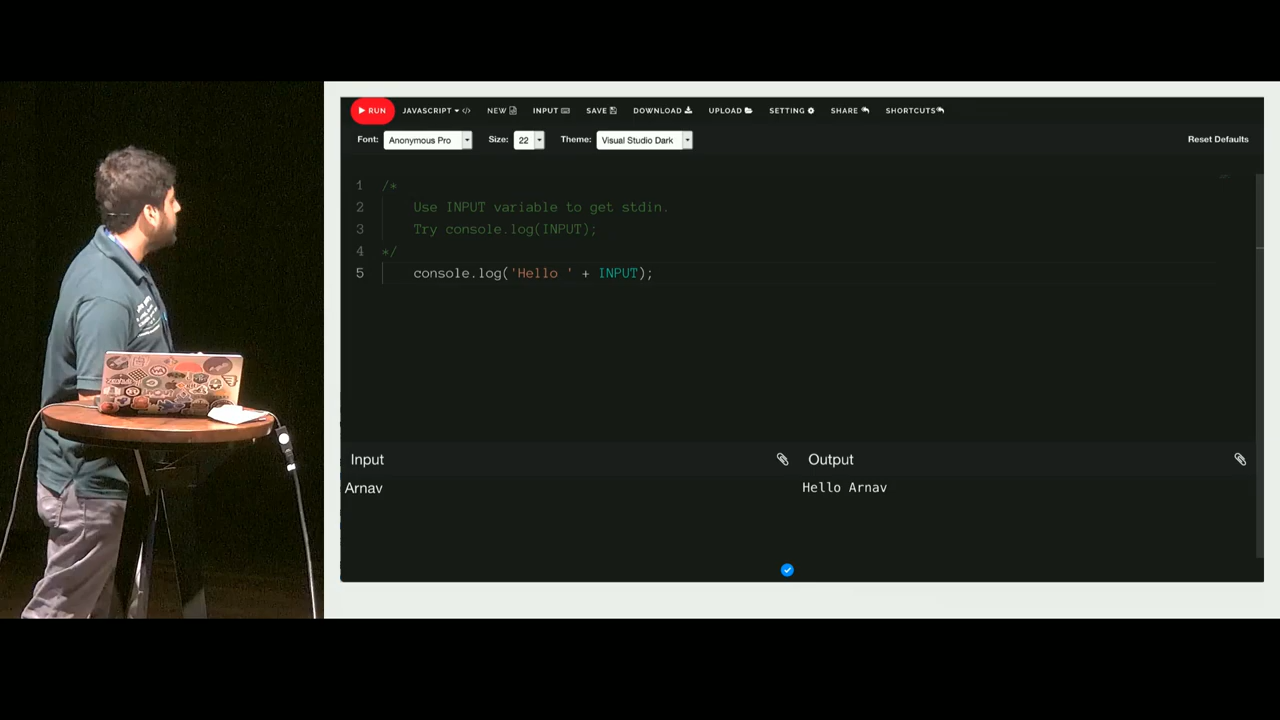 RUN JAVASCRIPT NEW INPUT SAVE DOWNLOAD UPLOAD SETTING SHARE SHORTCUTS
Font: Anonymous Pro Size: 22 Theme: Visual Studio Dark Reset Defaults
1 /*
2 Use INPUT variable to get stdin.
3 Try console.log(INPUT);
4 */
5 console.log('Hello ' + INPUT);
Input Output
Arnav Hello Arnav